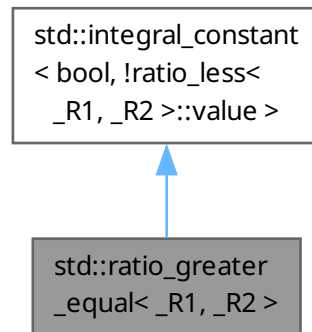 std::integral_constant
< bool, !ratio_less<
_R1, _R2 >::value >
std::ratio_greater
_equal< _R1, _R2 >